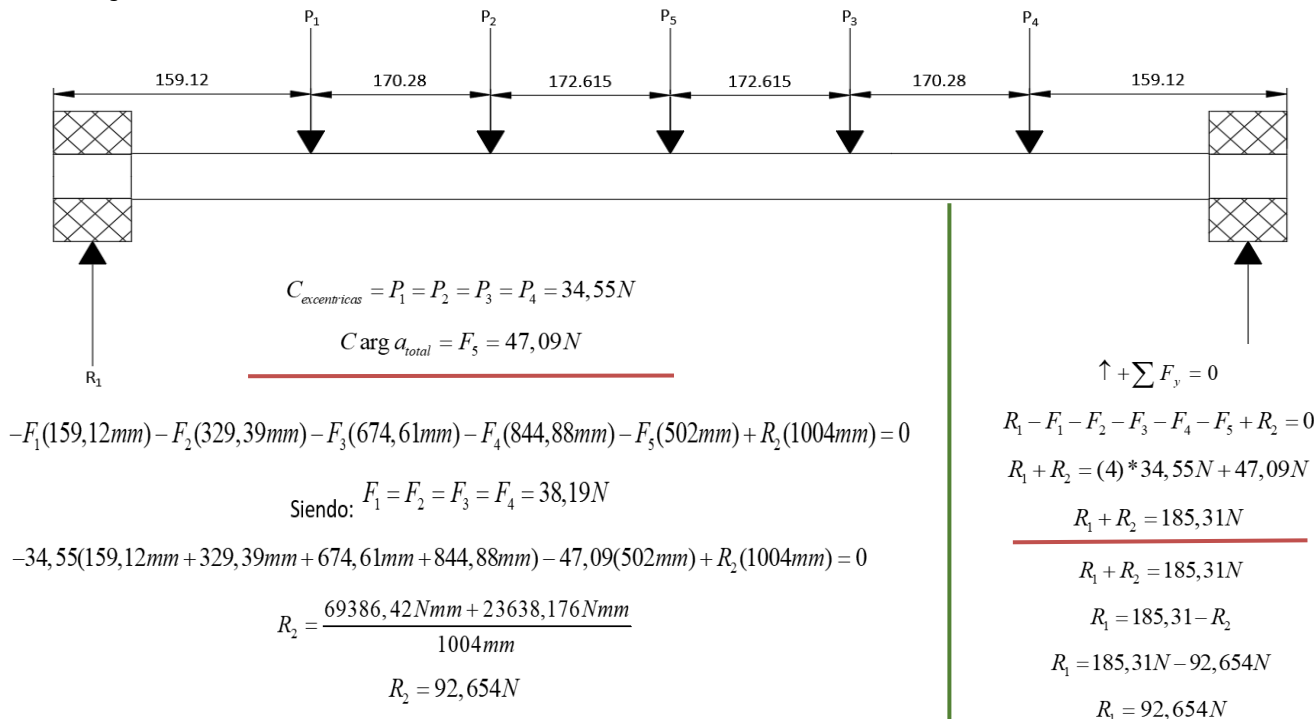 P₁ P₂ P₅ P₃ P₄
159.12 170.28 172.615 172.615 170.28 159.12
R₁
C_excentricas = P₁ = P₂ = P₃ = P₄ = 34,55N
C arg a_total = F₅ = 47,09N
-F₁(159,12mm) - F₂(329,39mm) - F₃(674,61mm) - F₄(844,88mm) - F₅(502mm) + R₂(1004mm) = 0
Siendo: F₁ = F₂ = F₃ = F₄ = 38,19N
-34,55(159,12mm + 329,39mm + 674,61mm + 844,88mm) - 47,09(502mm) + R₂(1004mm) = 0
R₂ = (69386,42Nmm + 23638,176Nmm) / 1004mm
R₂ = 92,654N
↑ + ∑ F_y = 0
R₁ - F₁ - F₂ - F₃ - F₄ - F₅ + R₂ = 0
R₁ + R₂ = (4) * 34,55N + 47,09N
R₁ + R₂ = 185,31N
R₁ + R₂ = 185,31N
R₁ = 185,31 - R₂
R₁ = 185,31N - 92,654N
R₁ = 92,654N